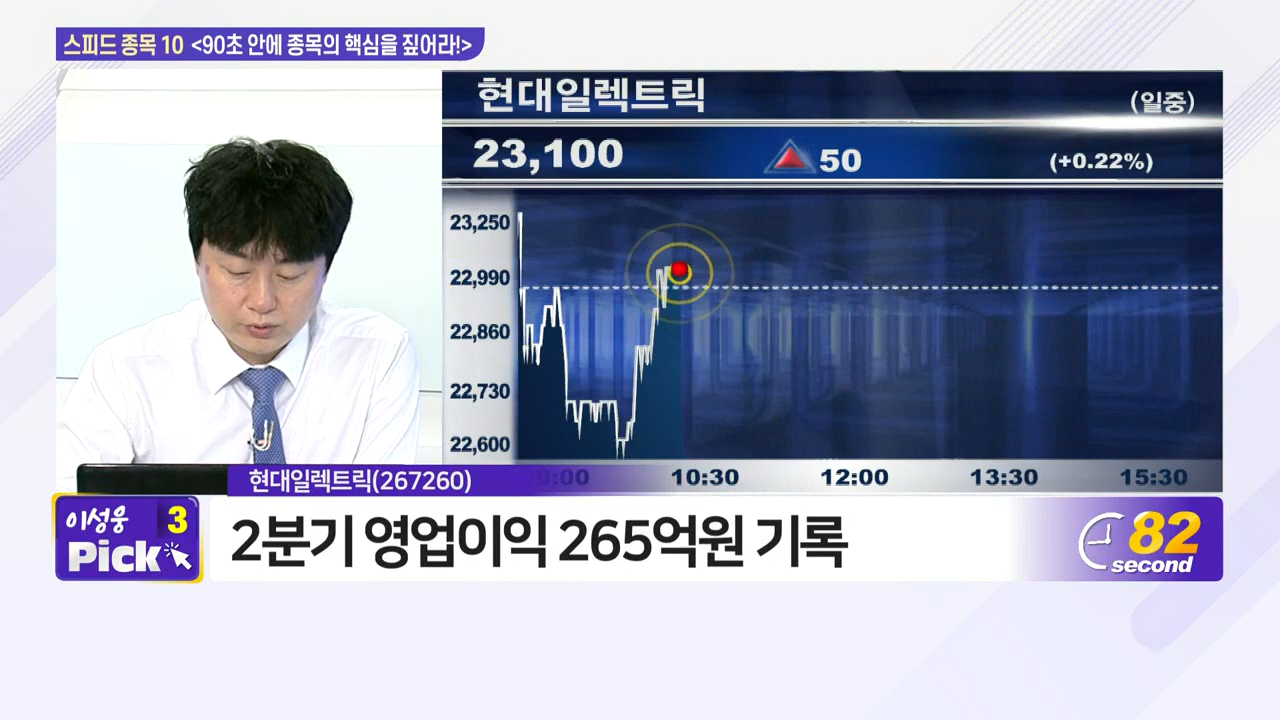 스피드 종목 10 <90초 안에 종목의 핵심을 짚어라!>
현대일렉트릭
(일중)
23,100
50
(+0.22%)
23,250
22,990
22,860
22,730
22,600
10:30
12:00
13:30
15:30
현대일렉트릭(267260)
이성웅
3
Pick
2분기 영업이익 265억원 기록
82
second